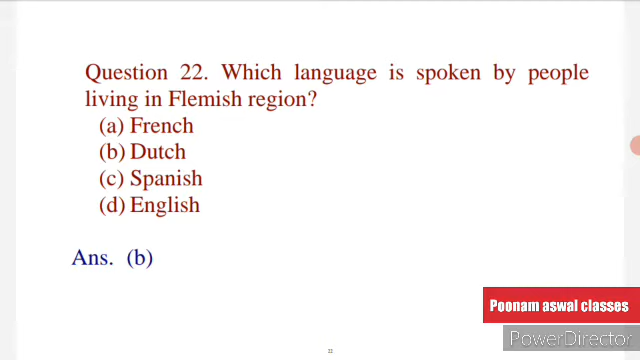 Question 22. Which language is spoken by people
living in Flemish region?
(a) French
(b) Dutch
(c) Spanish
(d) English
Ans. (b)
Poonam aswal classes
PowerDirector
22